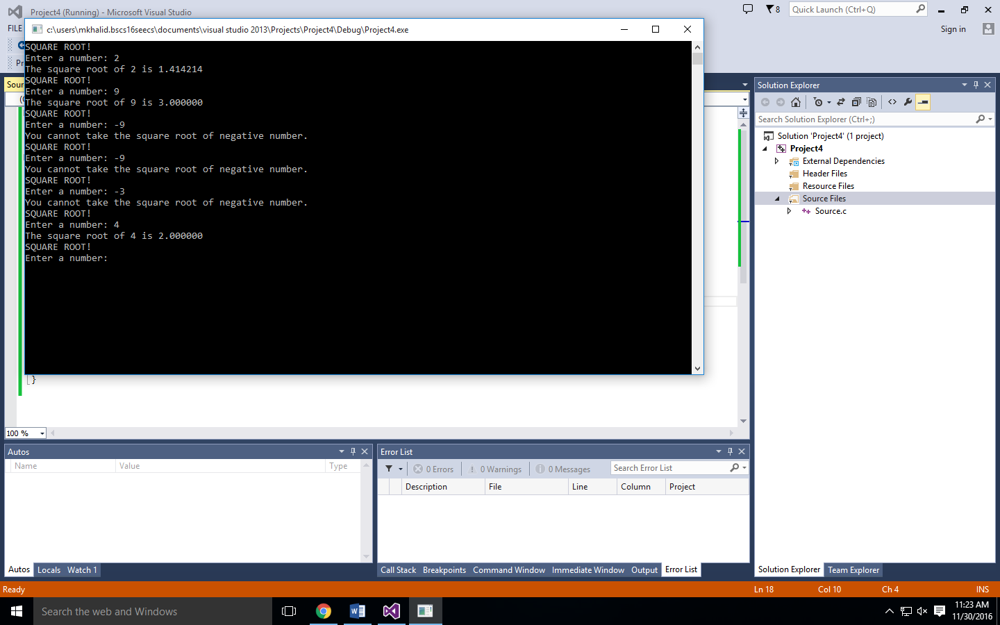 Project4 (Running) - Microsoft Visual Studio
8
Quick Launch (Ctrl+Q)
FILE
Sign in
c:\users\mkhalid.bscs16seecs\documents\visual studio 2013\Projects\Project4\Debug\Project4.exe
SQUARE ROOT!
Enter a number: 2
The square root of 2 is 1.414214
SQUARE ROOT!
Enter a number: 9
The square root of 9 is 3.000000
SQUARE ROOT!
Enter a number: -9
You cannot take the square root of negative number.
SQUARE ROOT!
Enter a number: -9
You cannot take the square root of negative number.
SQUARE ROOT!
Enter a number: -3
You cannot take the square root of negative number.
SQUARE ROOT!
Enter a number: 4
The square root of 4 is 2.000000
SQUARE ROOT!
Enter a number:
Pr
Sour
(
}
100 %
Solution Explorer
Search Solution Explorer (Ctrl+;)
Solution 'Project4' (1 project)
Project4
External Dependencies
Header Files
Resource Files
Source Files
Source.c
Autos
Name Value Type
Autos Locals Watch 1
Error List
0 Errors 0 Warnings 0 Messages Search Error List
Description File Line Column Project
Call Stack Breakpoints Command Window Immediate Window Output Error List
Solution Explorer Team Explorer
Ready Ln 18 Col 10 Ch 4 INS
Search the web and Windows
11:23 AM
11/30/2016